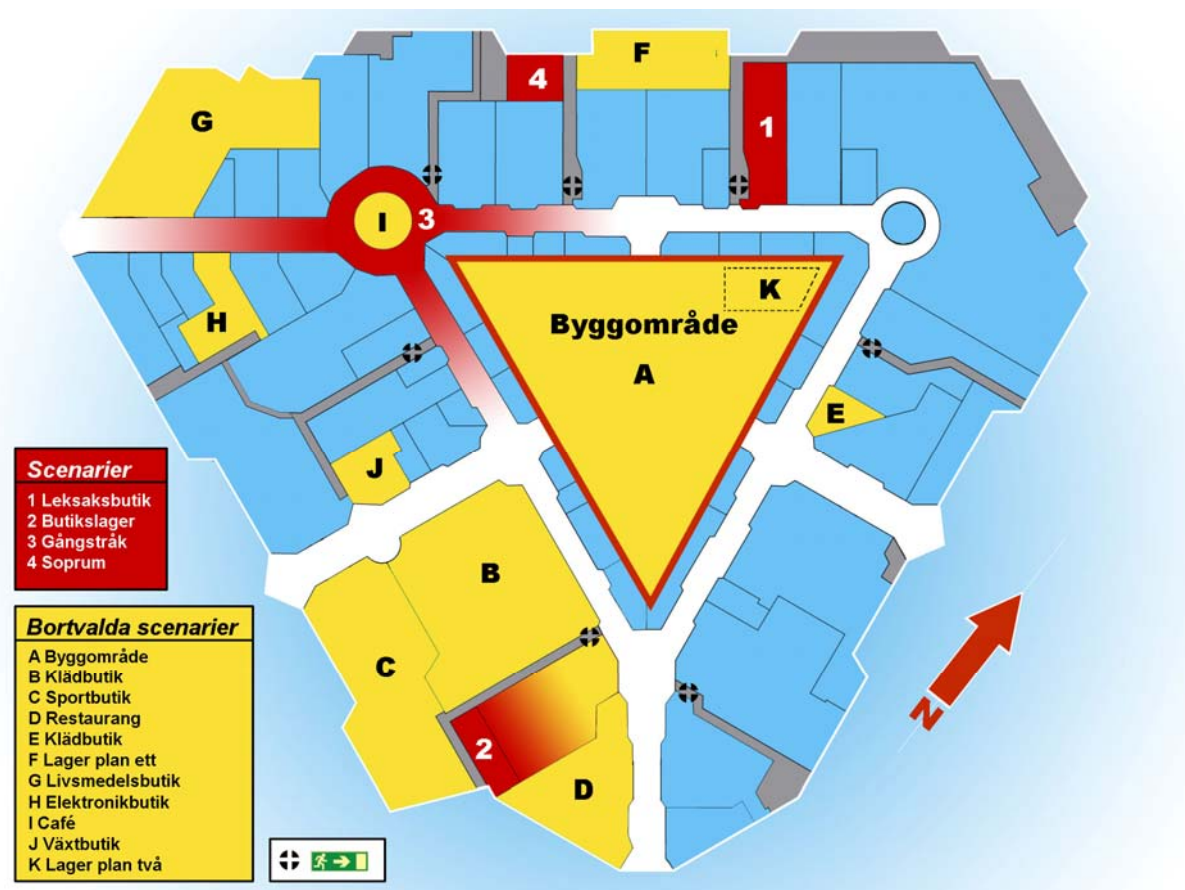 F
4
G
1
I
3
K
Byggområde
A
H
E
J
B
C
2
D
Scenarier
1 Leksaksbutik
2 Butikslager
3 Gångstråk
4 Soprum
Bortvalda scenarier
A Byggområde
B Klädbutik
C Sportbutik
D Restaurang
E Klädbutik
F Lager plan ett
G Livsmedelsbutik
H Elektronikbutik
I Café
J Växtbutik
K Lager plan två
N